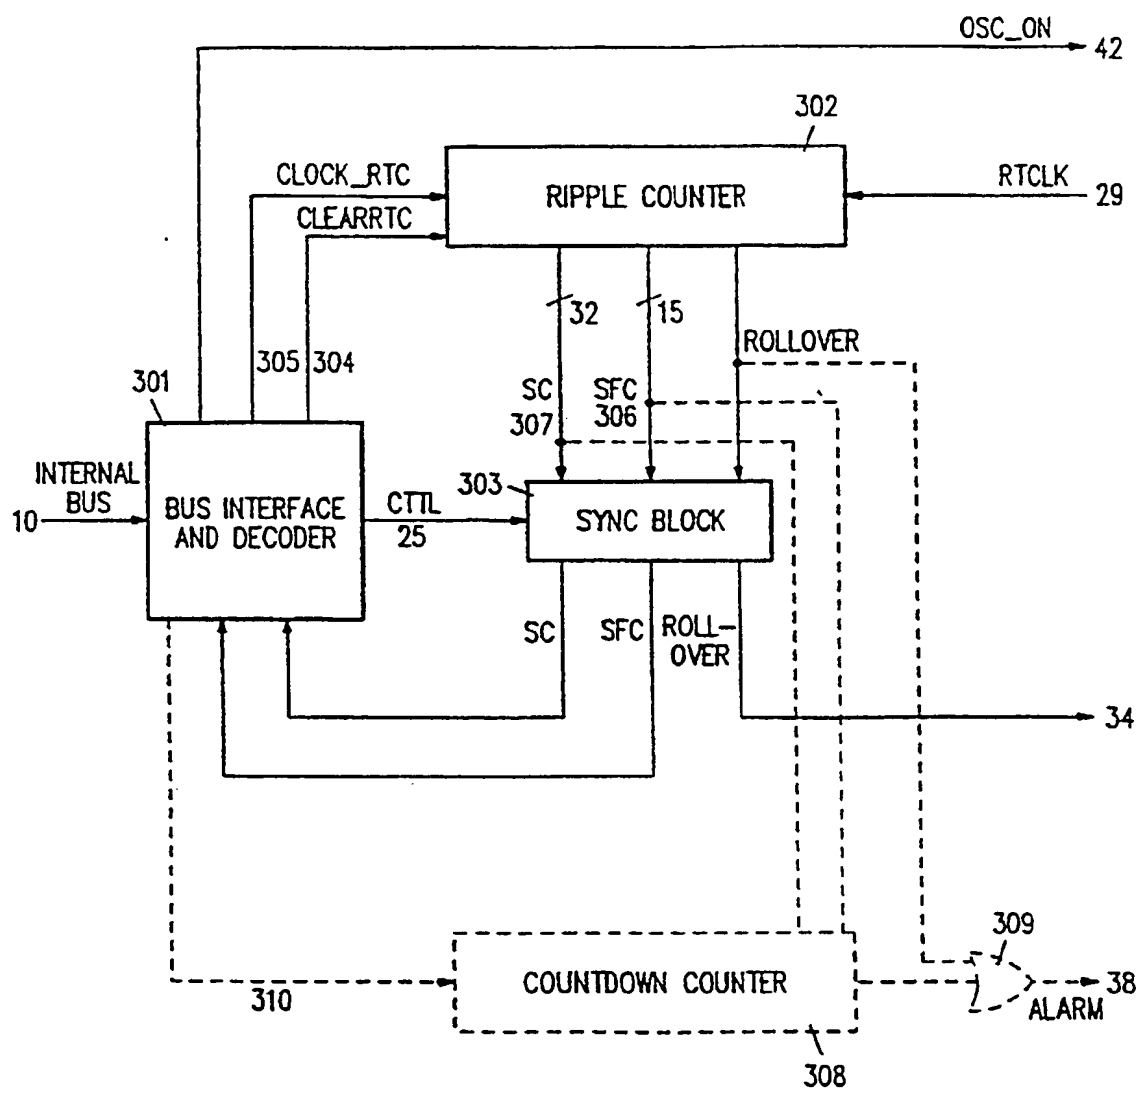 OSC_ON
42
302
CLOCK_RTC
RIPPLE COUNTER
RTCLK
29
CLEARRTC
32
15
305
304
ROLLOVER
301
SC
307
SFC
306
INTERNAL
BUS
10
BUS INTERFACE
AND DECODER
CTTL
25
303
SYNC BLOCK
SC
SFC
ROLL-
OVER
34
309
COUNTDOWN COUNTER
310
38
ALARM
308